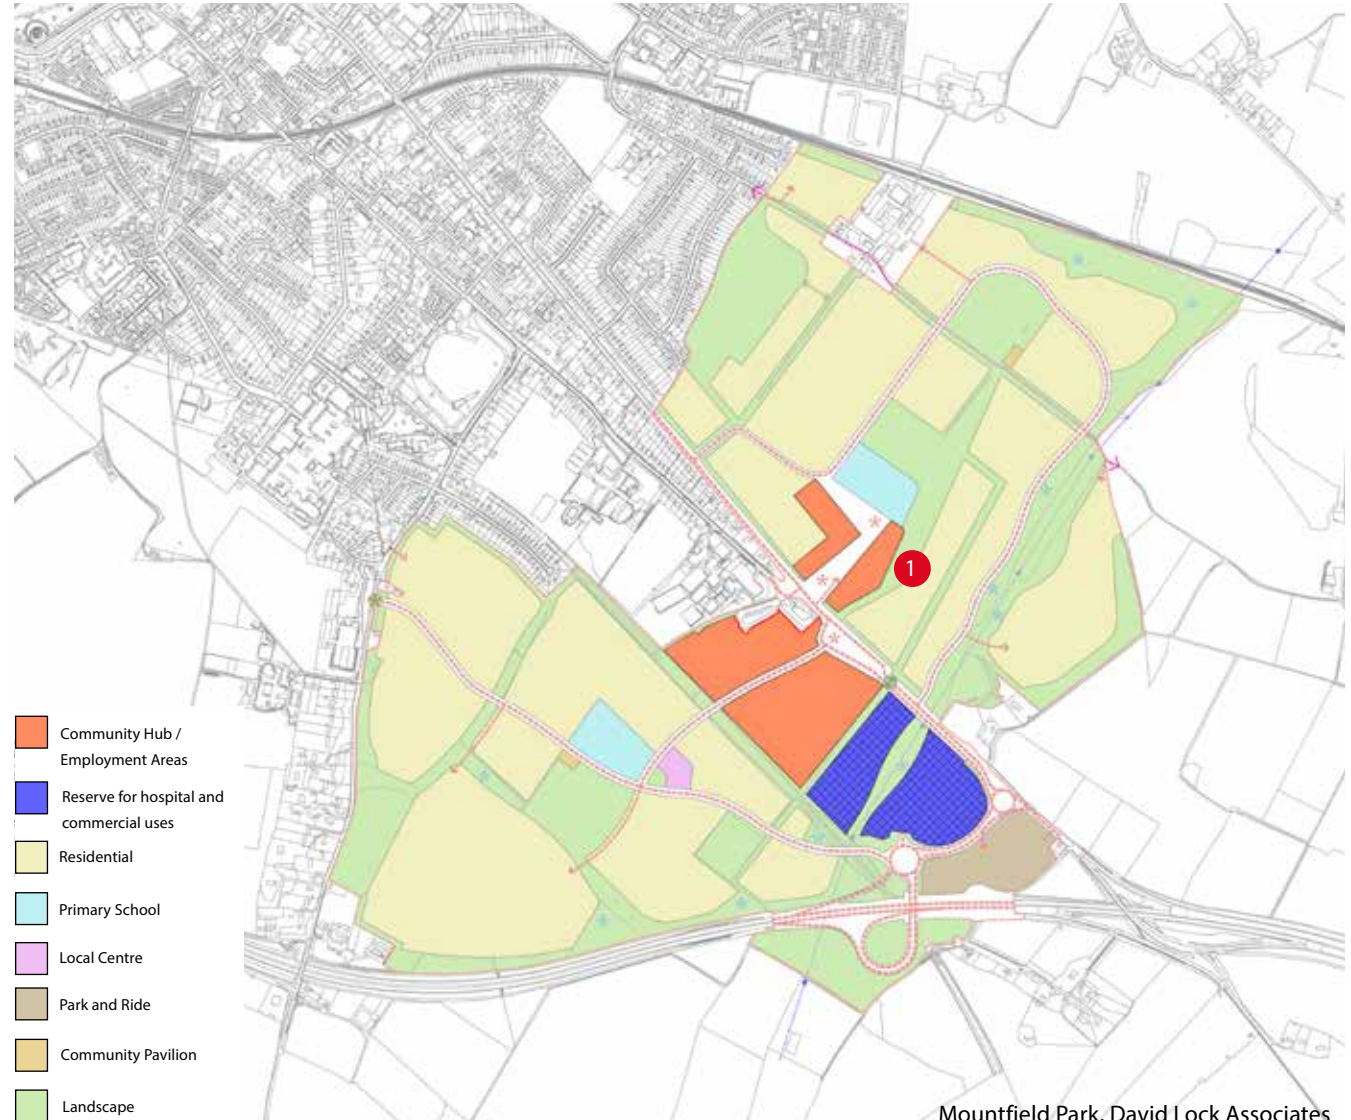 1
Community Hub /
Employment Areas
Reserve for hospital and
commercial uses
Residential
Primary School
Local Centre
Park and Ride
Community Pavilion
Landscape
Mountfield Park, David Lock Associates